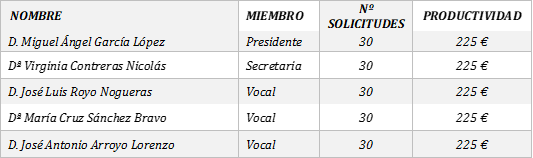 NOMBRE MIEMBRO Nº SOLICITUDES PRODUCTIVIDAD
D. Miguel Ángel García López Presidente 30 225 €
Dª Virginia Contreras Nicolás Secretaria 30 225 €
D. José Luís Royo Nogueras Vocal 30 225 €
Dª María Cruz Sánchez Bravo Vocal 30 225 €
D. José Antonio Arroyo Lorenzo Vocal 30 225 €